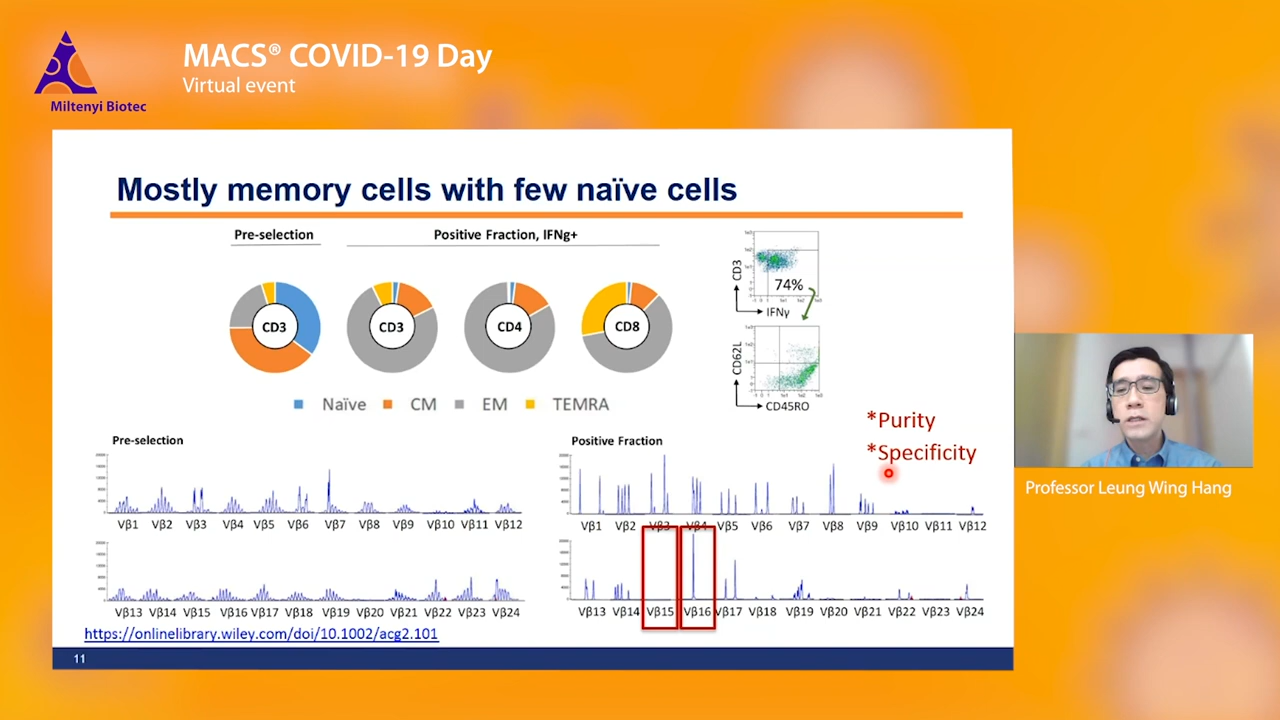 MACS® COVID-19 Day
Virtual event
Miltenyi Biotec
Mostly memory cells with few naïve cells
Pre-selection
Positive Fraction, IFNg+
CD3
CD3
CD4
CD8
Naïve
CM
EM
TEMRA
CD3
74%
IFNγ
CD62L
CD45RO
*Purity
*Specificity
Pre-selection
Vβ1 Vβ2 Vβ3 Vβ4 Vβ5 Vβ6 Vβ7 Vβ8 Vβ9 Vβ10 Vβ11 Vβ12
Vβ13 Vβ14 Vβ15 Vβ16 Vβ17 Vβ18 Vβ19 Vβ20 Vβ21 Vβ22 Vβ23 Vβ24
Positive Fraction
Vβ1 Vβ2 Vβ3 Vβ4 Vβ5 Vβ6 Vβ7 Vβ8 Vβ9 Vβ10 Vβ11 Vβ12
Vβ13 Vβ14 Vβ15 Vβ16 Vβ17 Vβ18 Vβ19 Vβ20 Vβ21 Vβ22 Vβ23 Vβ24
https://onlinelibrary.wiley.com/doi/10.1002/acg2.101
11
Professor Leung Wing Hang